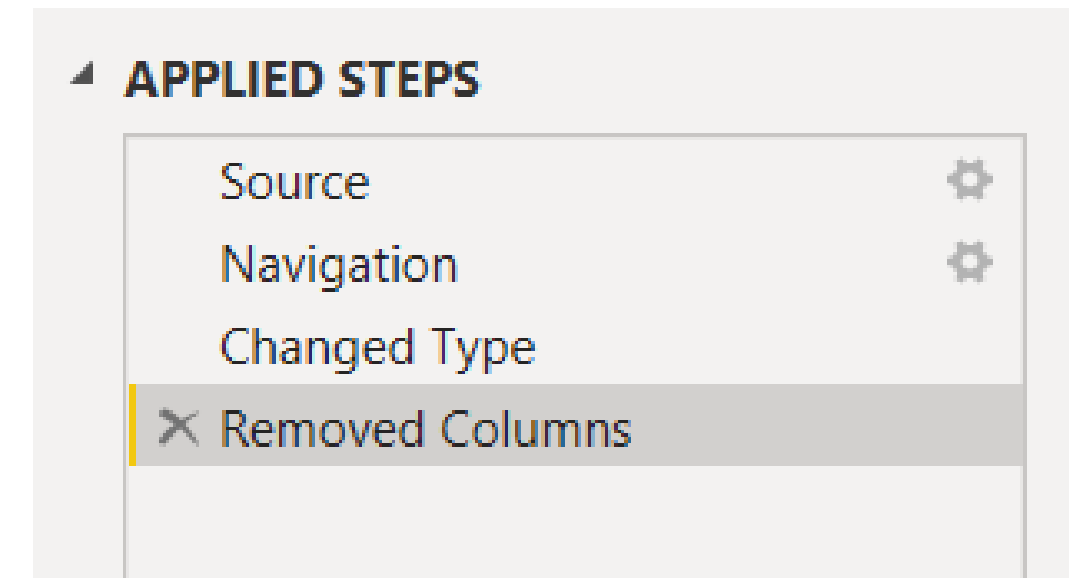 APPLIED STEPS
Source
Navigation
Changed Type
Removed Columns